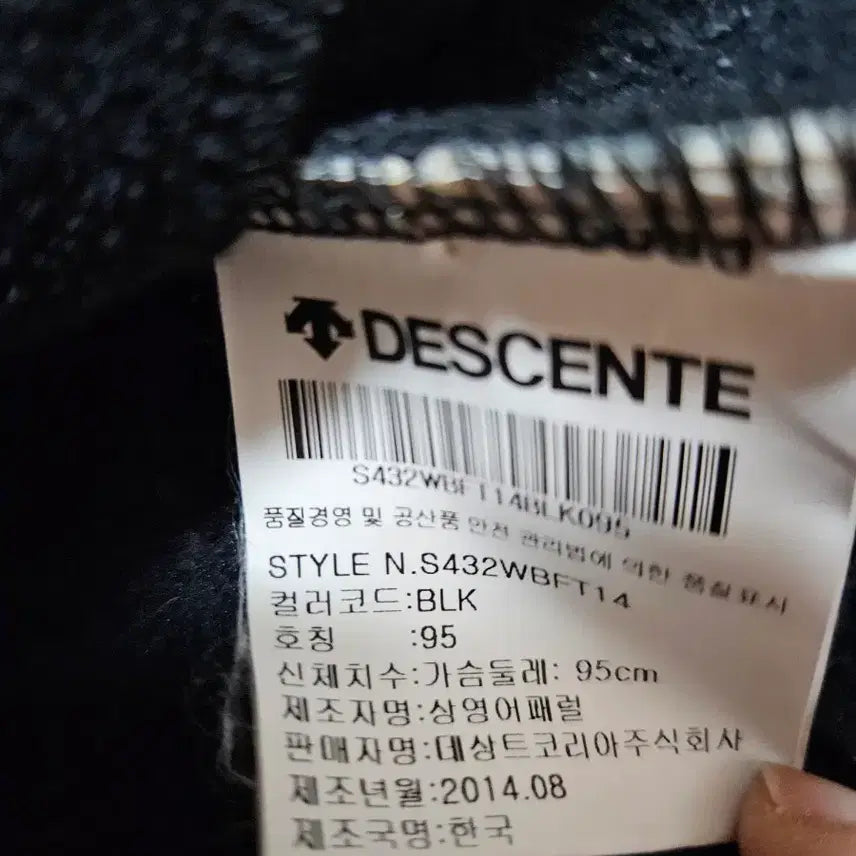 DESCENTE
S432WBFT14BLK095
품질경영 및 공산품 안전 관리법에 의한 품질표시
STYLE N.S432WBFT14
컬러코드:BLK
호칭 :95
신체치수:가슴둘레: 95cm
제조자명:상영어패럴
판매자명:데상트코리아주식회사
제조년월:2014.08
제조국명:한국